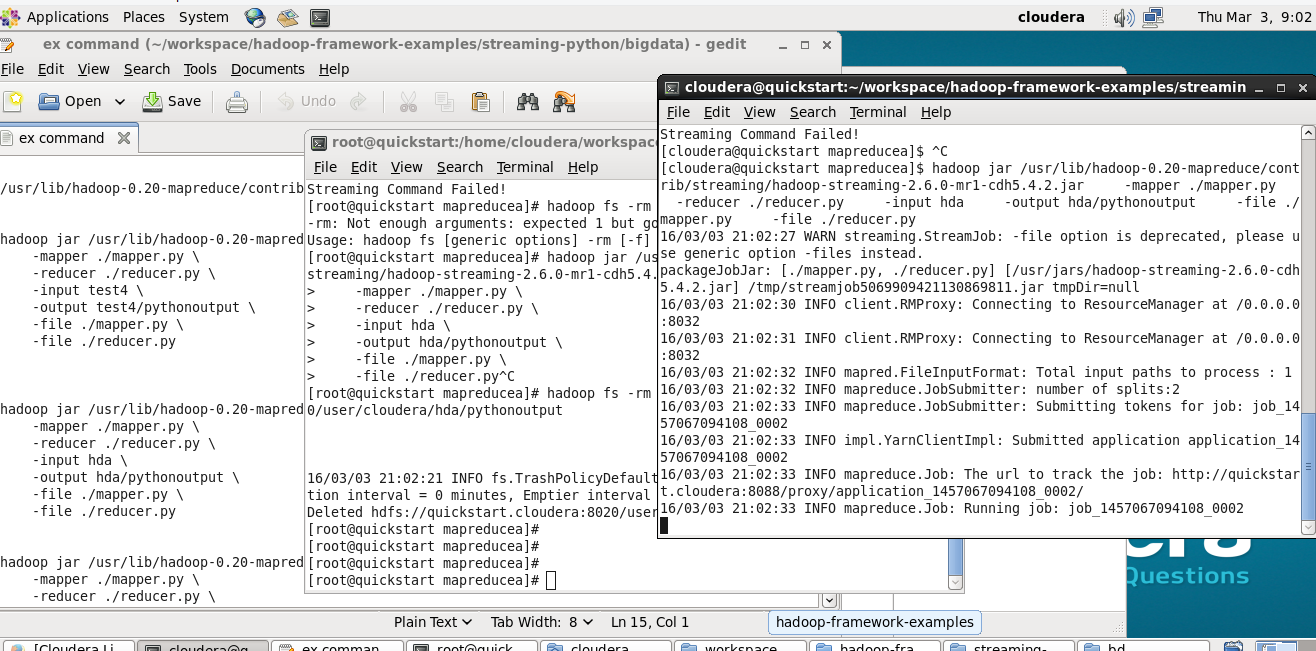 Applications Places System cloudera Thu Mar 3, 9:02
ex command (~/workspace/hadoop-framework-examples/streaming-python/bigdata) - gedit
File Edit View Search Tools Documents Help
Open Save Undo
ex command
/usr/lib/hadoop-0.20-mapreduce/contrib
hadoop jar /usr/lib/hadoop-0.20-mapred
-mapper ./mapper.py \
-reducer ./reducer.py \
-input test4 \
-output test4/pythonoutput \
-file ./mapper.py \
-file ./reducer.py
hadoop jar /usr/lib/hadoop-0.20-mapred
-mapper ./mapper.py \
-reducer ./reducer.py \
-input hda \
-output hda/pythonoutput \
-file ./mapper.py \
-file ./reducer.py
hadoop jar /usr/lib/hadoop-0.20-mapred
-mapper ./mapper.py \
-reducer ./reducer.py \
Plain Text Tab Width: 8 Ln 15, Col 1
root@quickstart:/home/cloudera/workspac
File Edit View Search Terminal Help
Streaming Command Failed!
[root@quickstart mapreducea]# hadoop fs -rm
-rm: Not enough arguments: expected 1 but go
Usage: hadoop fs [generic options] -rm [-f]
[root@quickstart mapreducea]# hadoop jar /us
streaming/hadoop-streaming-2.6.0-mr1-cdh5.4.
> -mapper ./mapper.py \
> -reducer ./reducer.py \
> -input hda \
> -output hda/pythonoutput \
> -file ./mapper.py \
> -file ./reducer.py^C
[root@quickstart mapreducea]# hadoop fs -rm
0/user/cloudera/hda/pythonoutput
16/03/03 21:02:21 INFO fs.TrashPolicyDefault
tion interval = 0 minutes, Emptier interval
Deleted hdfs://quickstart.cloudera:8020/user
[root@quickstart mapreducea]#
[root@quickstart mapreducea]#
[root@quickstart mapreducea]#
[root@quickstart mapreducea]#
cloudera@quickstart:~/workspace/hadoop-framework-examples/streamin
File Edit View Search Terminal Help
Streaming Command Failed!
[cloudera@quickstart mapreducea]$ ^C
[cloudera@quickstart mapreducea]$ hadoop jar /usr/lib/hadoop-0.20-mapreduce/cont
rib/streaming/hadoop-streaming-2.6.0-mr1-cdh5.4.2.jar -mapper ./mapper.py
-reducer ./reducer.py -input hda -output hda/pythonoutput -file ./
mapper.py -file ./reducer.py
16/03/03 21:02:27 WARN streaming.StreamJob: -file option is deprecated, please u
se generic option -files instead.
packageJobJar: [./mapper.py, ./reducer.py] [/usr/jars/hadoop-streaming-2.6.0-cdh
5.4.2.jar] /tmp/streamjob5069909421130869811.jar tmpDir=null
16/03/03 21:02:30 INFO client.RMProxy: Connecting to ResourceManager at /0.0.0.0
:8032
16/03/03 21:02:31 INFO client.RMProxy: Connecting to ResourceManager at /0.0.0.0
:8032
16/03/03 21:02:32 INFO mapred.FileInputFormat: Total input paths to process : 1
16/03/03 21:02:32 INFO mapreduce.JobSubmitter: number of splits:2
16/03/03 21:02:33 INFO mapreduce.JobSubmitter: Submitting tokens for job: job_14
57067094108_0002
16/03/03 21:02:33 INFO impl.YarnClientImpl: Submitted application application_14
57067094108_0002
16/03/03 21:02:33 INFO mapreduce.Job: The url to track the job: http://quickstar
t.cloudera:8088/proxy/application_1457067094108_0002/
16/03/03 21:02:33 INFO mapreduce.Job: Running job: job_1457067094108_0002
era
Questions
hadoop-framework-examples
[Cloudera Li cloudera@q ex comman root@quick cloudera workspace hadoop-fra streaming- bd